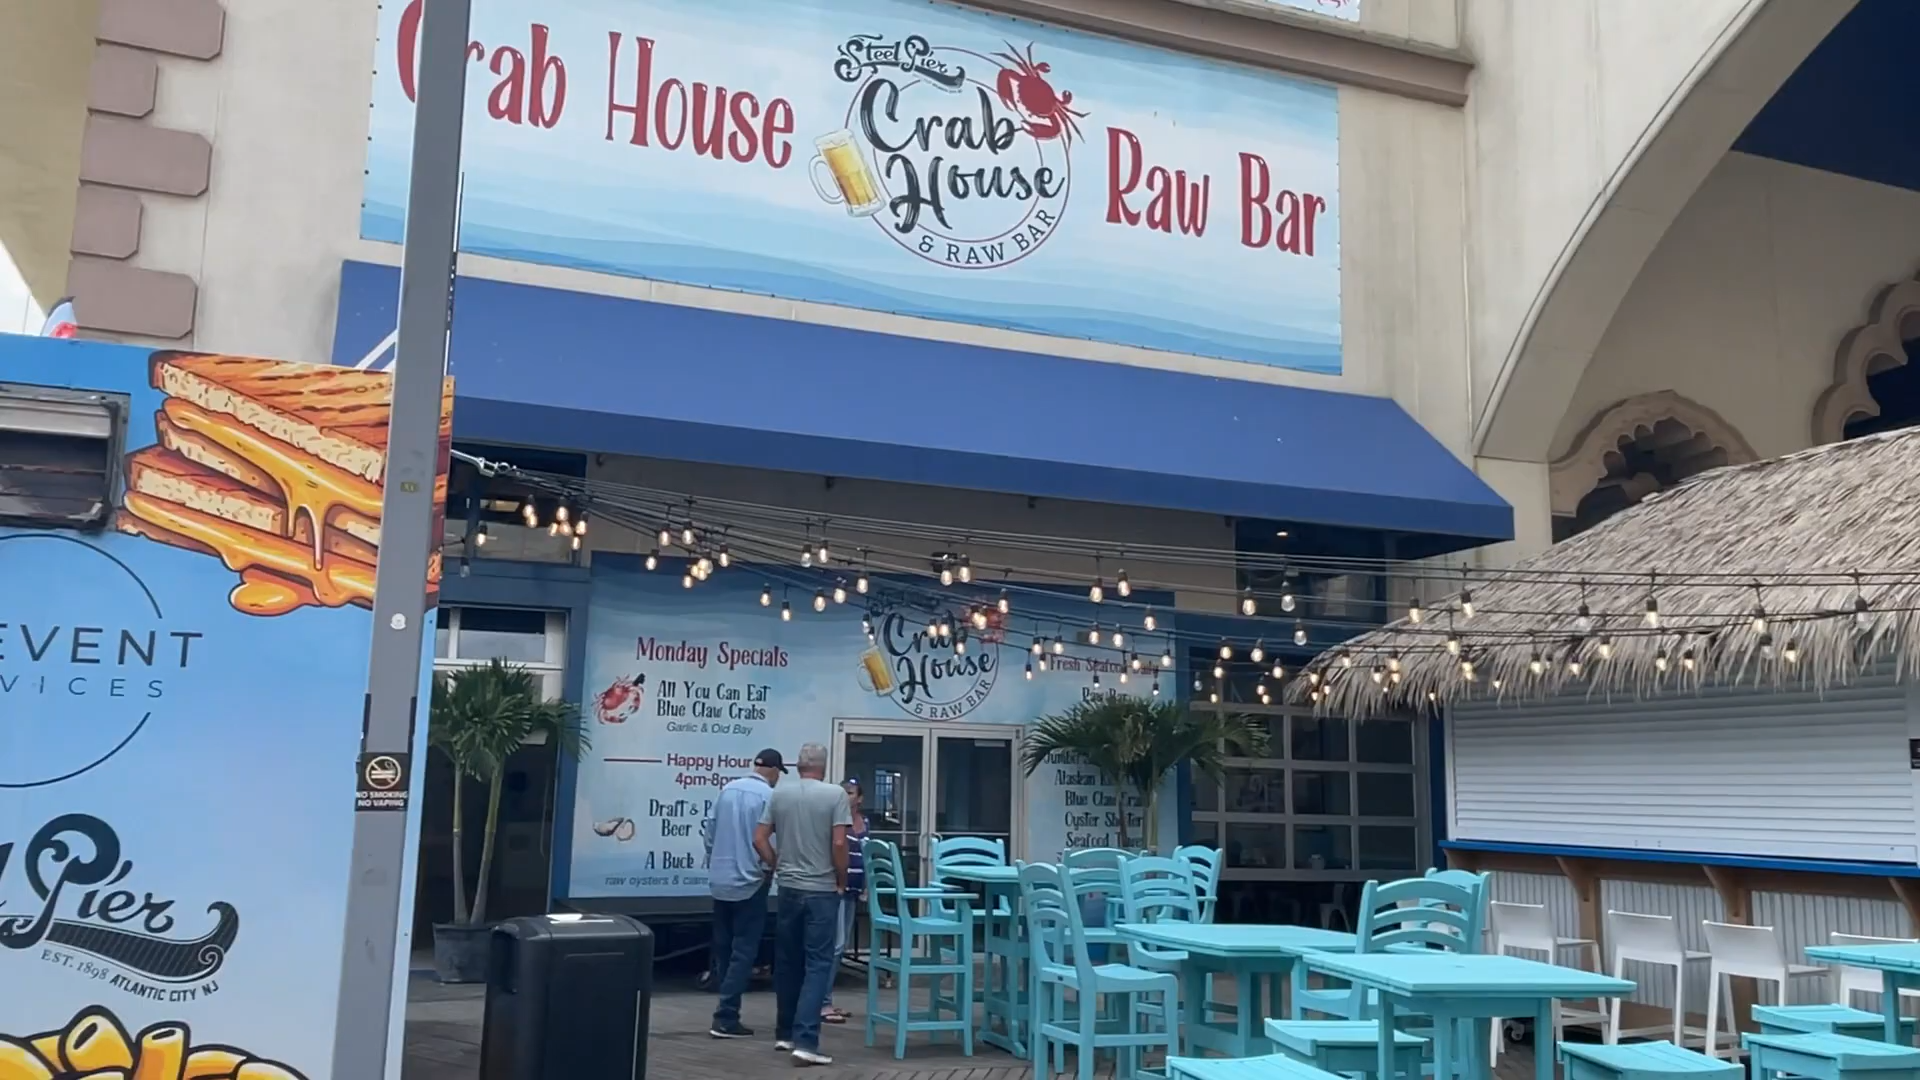 Crab House
Steel Pier
Crab
House
& RAW BAR
Raw Bar
EVENT
VICES
NO SMOKING
NO VAPING
Pier
EST. 1898 ATLANTIC CITY NJ
Monday Specials
All You Can Eat
Blue Claw Crabs
Garlic & Old Bay
Happy Hour
4pm-8pm
Draft &
Beer
A Buck A
raw oysters &
Crab
House
& RAW BAR
Fresh Seafood Daily
Raw Bar
Jumbo
Alaskan
Blue Claw Crab
Oyster Shooter
Seafood Tower